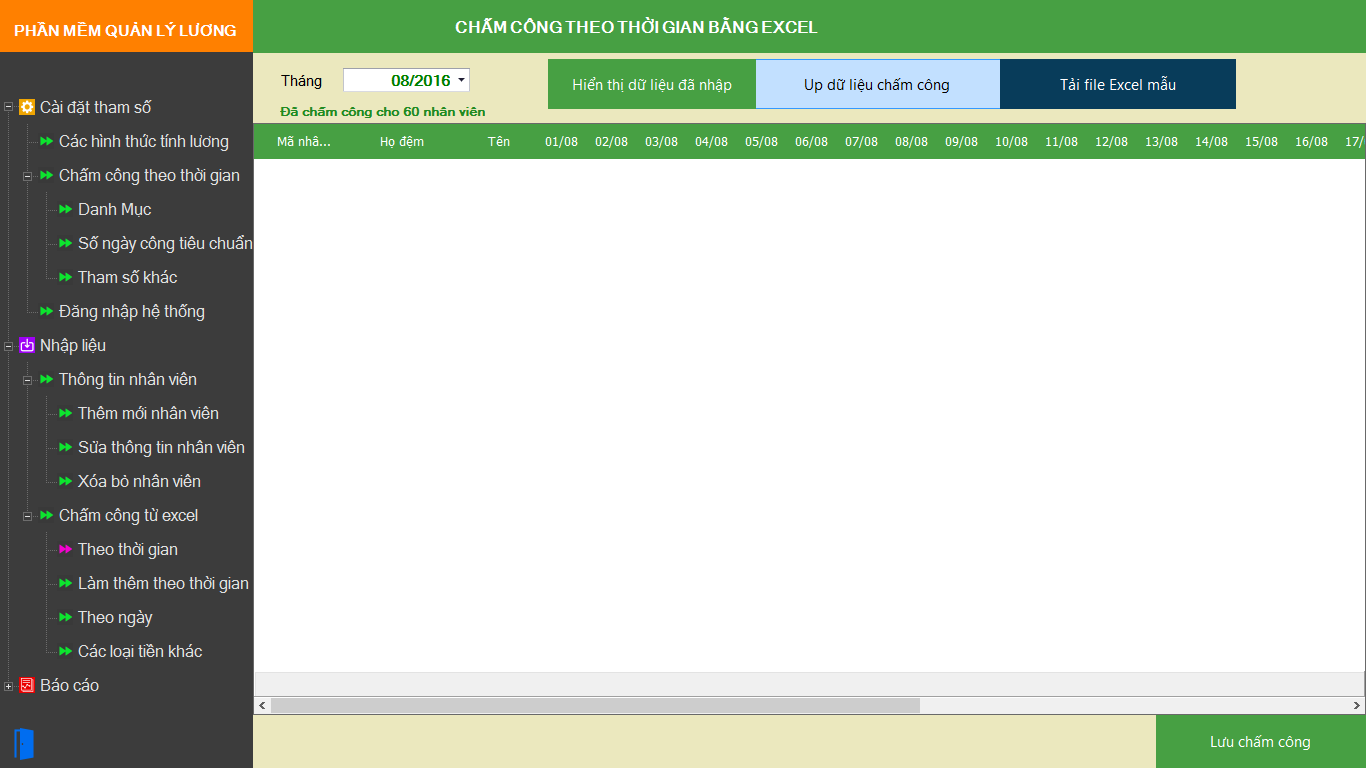 PHẦN MỀM QUẢN LÝ LƯƠNG
CHẤM CÔNG THEO THỜI GIAN BẰNG EXCEL
Tháng
08/2016
Hiển thị dữ liệu đã nhập
Up dữ liệu chấm công
Tải file Excel mẫu
Đã chấm công cho 60 nhân viên
Mã nhâ... Họ đệm Tên 01/08 02/08 03/08 04/08 05/08 06/08 07/08 08/08 09/08 10/08 11/08 12/08 13/08 14/08 15/08 16/08 17/
Cài đặt tham số
Các hình thức tính lương
Chấm công theo thời gian
Danh Mục
Số ngày công tiêu chuẩn
Tham số khác
Đăng nhập hệ thống
Nhập liệu
Thông tin nhân viên
Thêm mới nhân viên
Sửa thông tin nhân viên
Xóa bỏ nhân viên
Chấm công từ excel
Theo thời gian
Làm thêm theo thời gian
Theo ngày
Các loại tiền khác
Báo cáo
Lưu chấm công